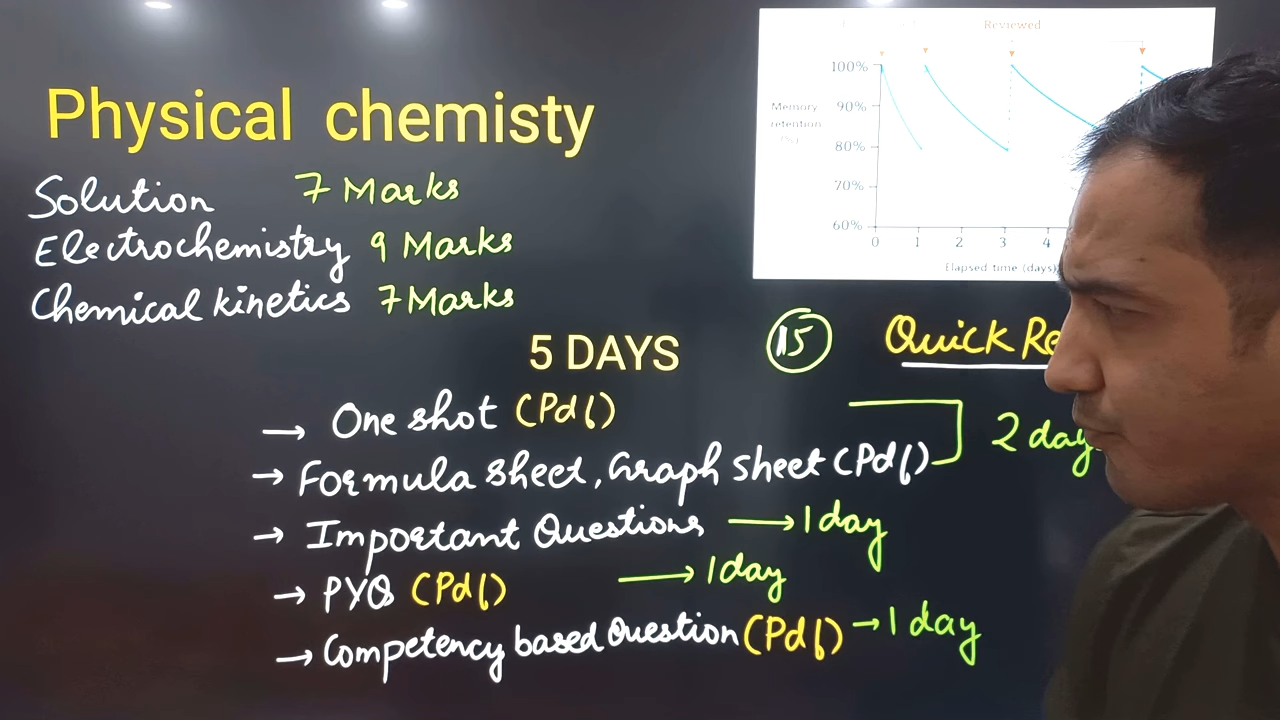 Physical chemisty
Solution 7 Marks
Electrochemistry 9 Marks
Chemical kinetics 7 Marks
Reviewed
100%
90%
80%
70%
60%
Memory
retention
(%)
0 1 2 3 4
Elapsed time (days)
5 DAYS
15 Quick
→ One shot (Pdf)
→ Formula sheet, Graph sheet (Pdf) 2
→ Important Questions → 1 day
→ PYQ (Pdf) → 1 day
→ Competency based Question (Pdf) → 1 day